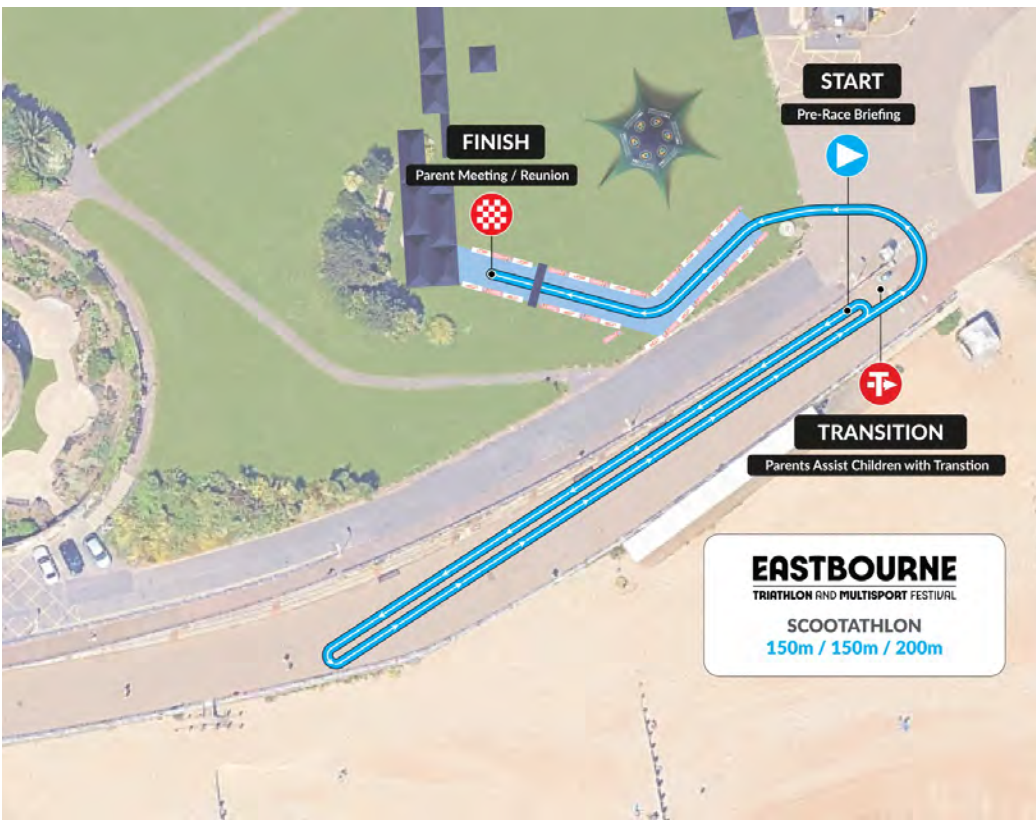 START
Pre-Race Briefing
FINISH
Parent Meeting / Reunion
TRANSITION
Parents Assist Children with Transtion
EASTBOURNE
TRIATHLON AND MULTISPORT FESTIVAL
SCOOTATHLON
150m / 150m / 200m